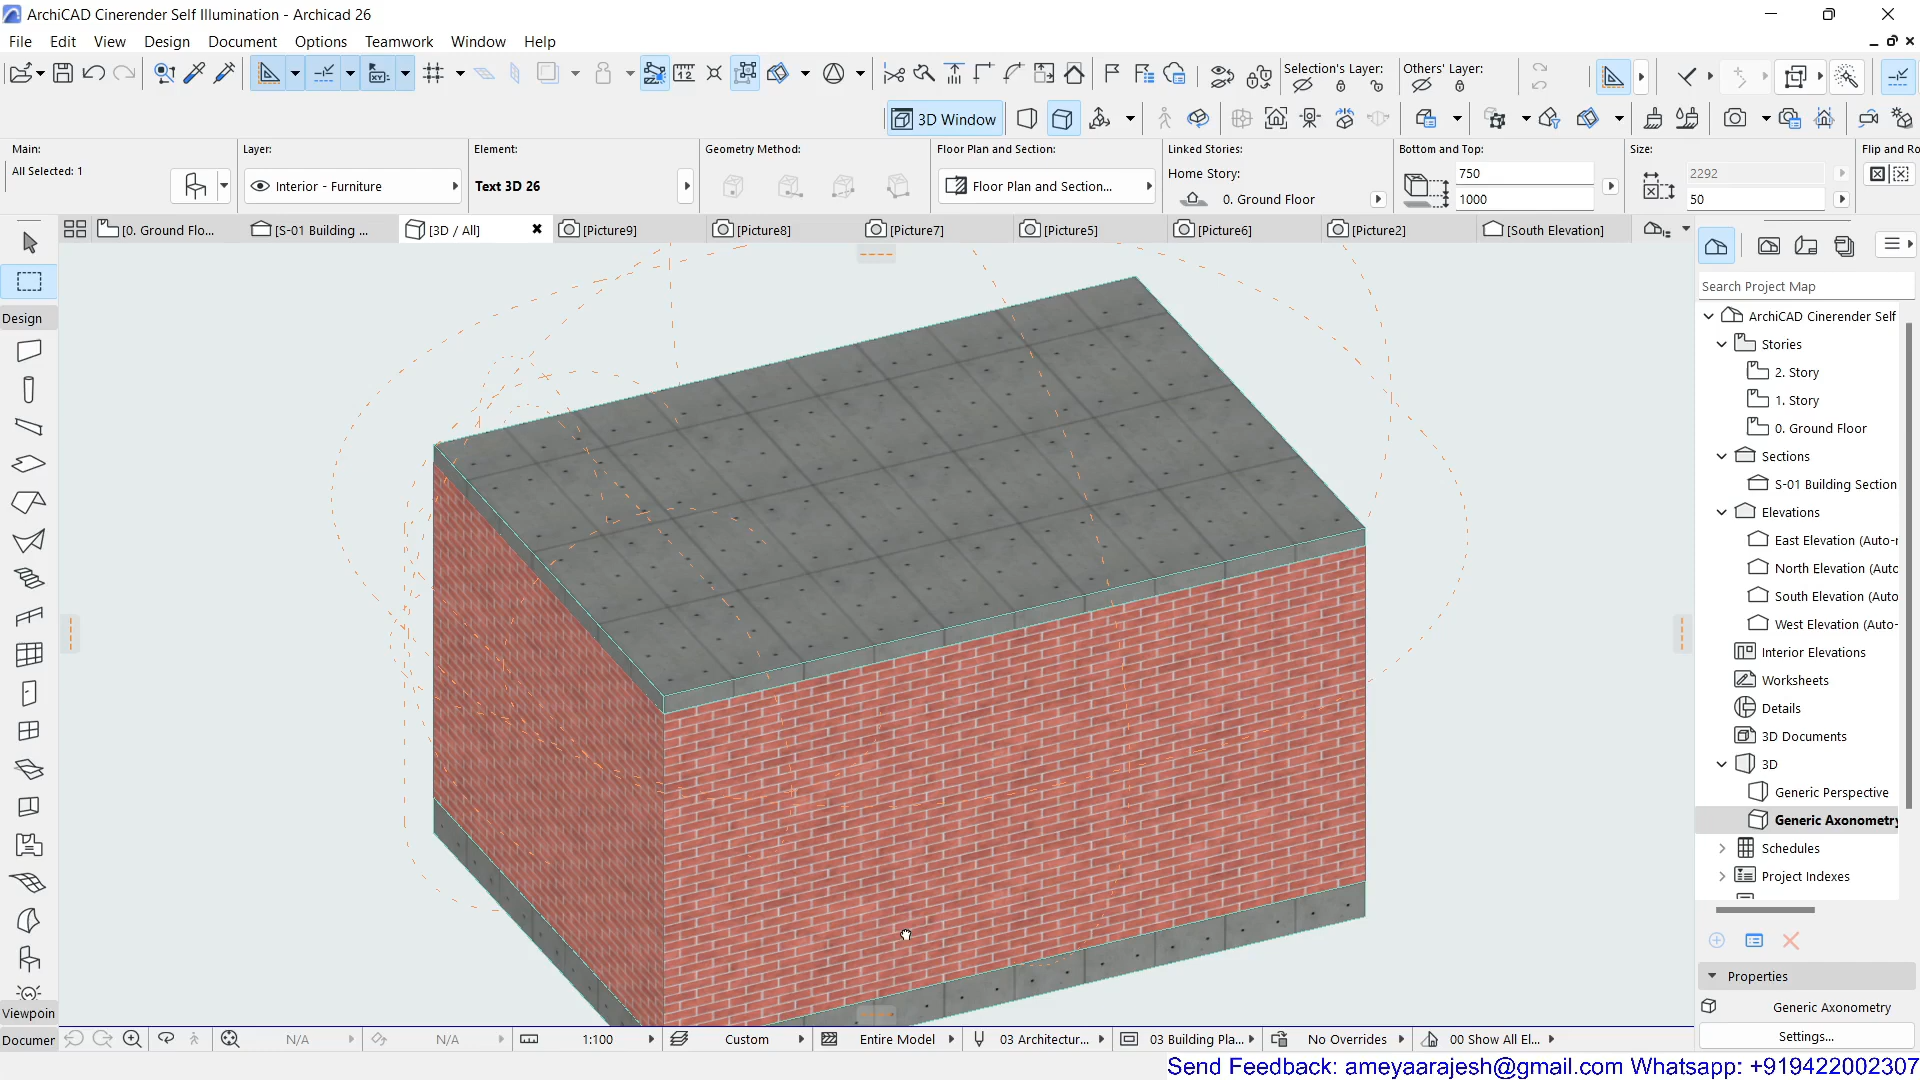 ArchiCAD Cinerender Self Illumination - Archicad 26
File Edit View Design Document Options Teamwork Window Help
Selection's Layer:
Others' Layer:
3D Window
Main:
All Selected: 1
Layer:
Interior - Furniture
Element:
Text 3D 26
Geometry Method:
Floor Plan and Section:
Floor Plan and Section...
Linked Stories:
Home Story:
0. Ground Floor
Bottom and Top:
750
1000
Size:
2292
50
Flip and Ro
[0. Ground Flo...
[S-01 Building ...
[3D / All]
[Picture9]
[Picture8]
[Picture7]
[Picture5]
[Picture6]
[Picture2]
[South Elevation]
Design
Viewpoin
Documer
Search Project Map
ArchiCAD Cinerender Self
Stories
2. Story
1. Story
0. Ground Floor
Sections
S-01 Building Section
Elevations
East Elevation (Auto-r
North Elevation (Autc
South Elevation (Auto
West Elevation (Auto-
Interior Elevations
Worksheets
Details
3D Documents
3D
Generic Perspective
Generic Axonometry
Schedules
Project Indexes
Properties
Generic Axonometry
Settings...
N/A
N/A
1:100
Custom
Entire Model
03 Architectur...
03 Building Pla...
No Overrides
00 Show All El...
Send Feedback: ameyaarajesh@gmail.com Whatsapp: +919422002307